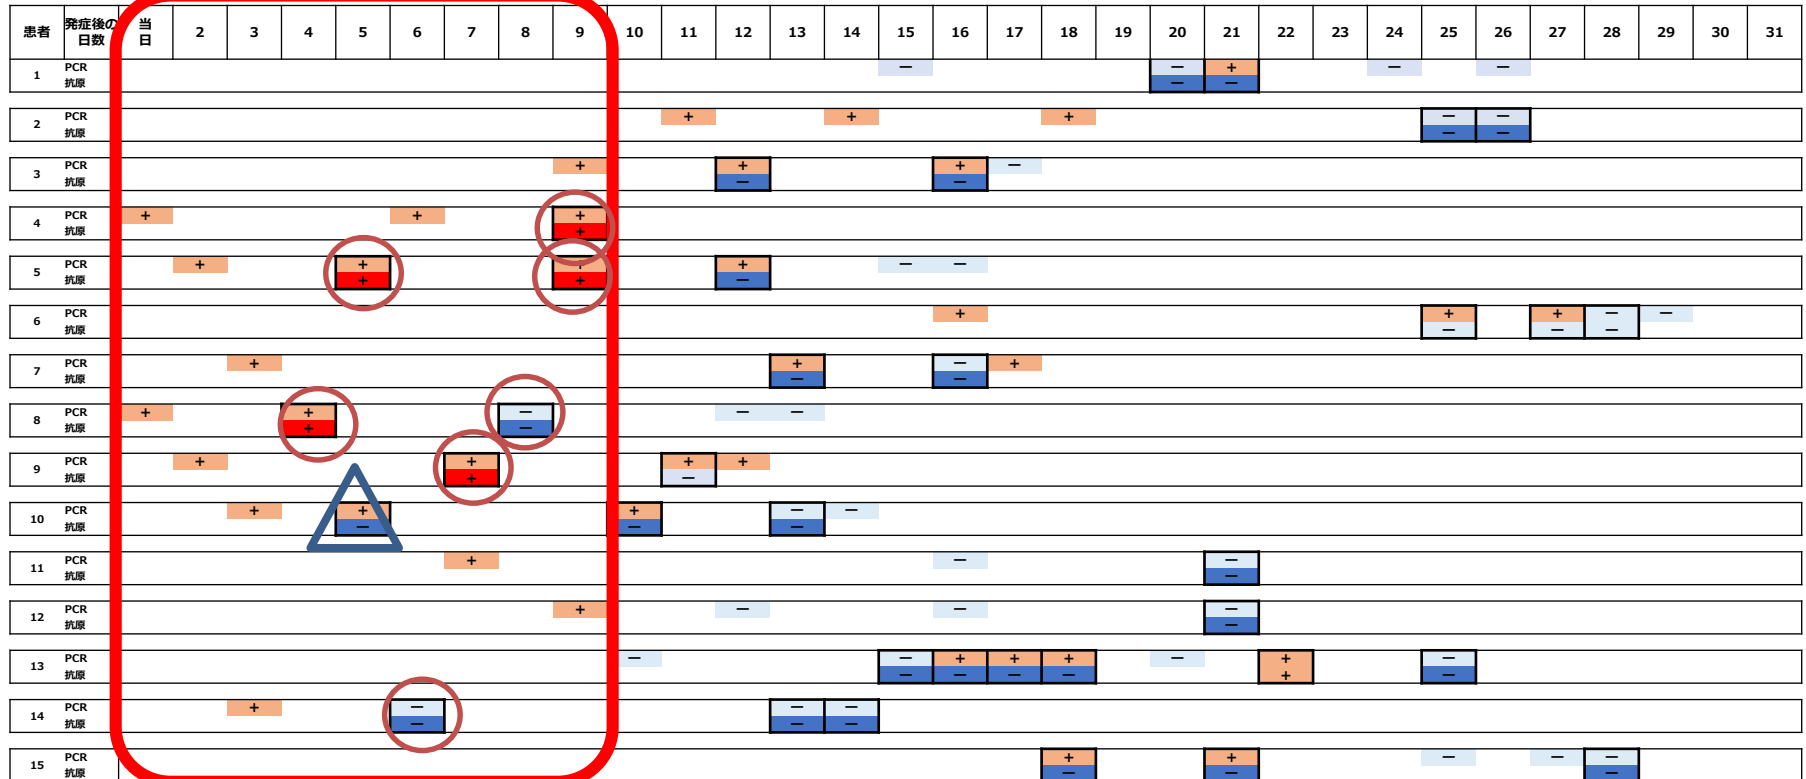 患者 発症後の日数 当日 2 3 4 5 6 7 8 9 10 11 12 13 14 15 16 17 18 19 20 21 22 23 24 25 26 27 28 29 30 31
1 PCR − − + − −
抗原 − −
2 PCR + + + − −
抗原 − −
3 PCR + + + −
抗原 − −
4 PCR + + +
抗原 +
5 PCR + + + + − −
抗原 + + −
6 PCR + + + − −
抗原 − − −
7 PCR + + − +
抗原 − −
8 PCR + + − − −
抗原 + −
9 PCR + + + +
抗原 + −
10 PCR + + + − −
抗原 − − −
11 PCR + − −
抗原 −
12 PCR + − − −
抗原 −
13 PCR − − + + + − + −
抗原 − − − − + −
14 PCR + − − −
抗原 − − −
15 PCR + + − − −
抗原 − − −